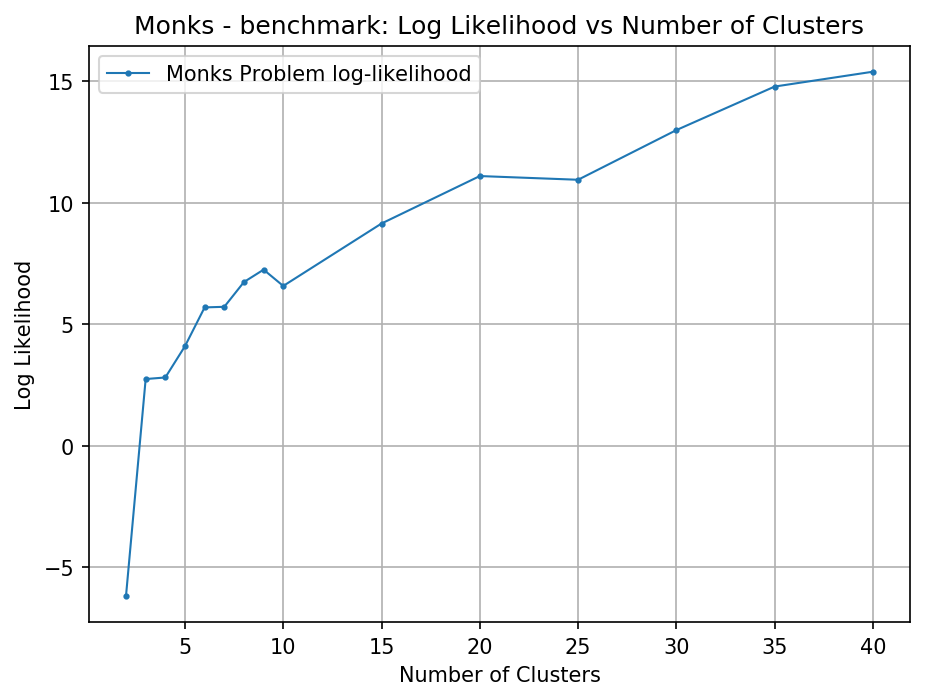 Monks - benchmark: Log Likelihood vs Number of Clusters
Monks Problem log-likelihood
15
10
5
0
−5
Log Likelihood
5 10 15 20 25 30 35 40
Number of Clusters